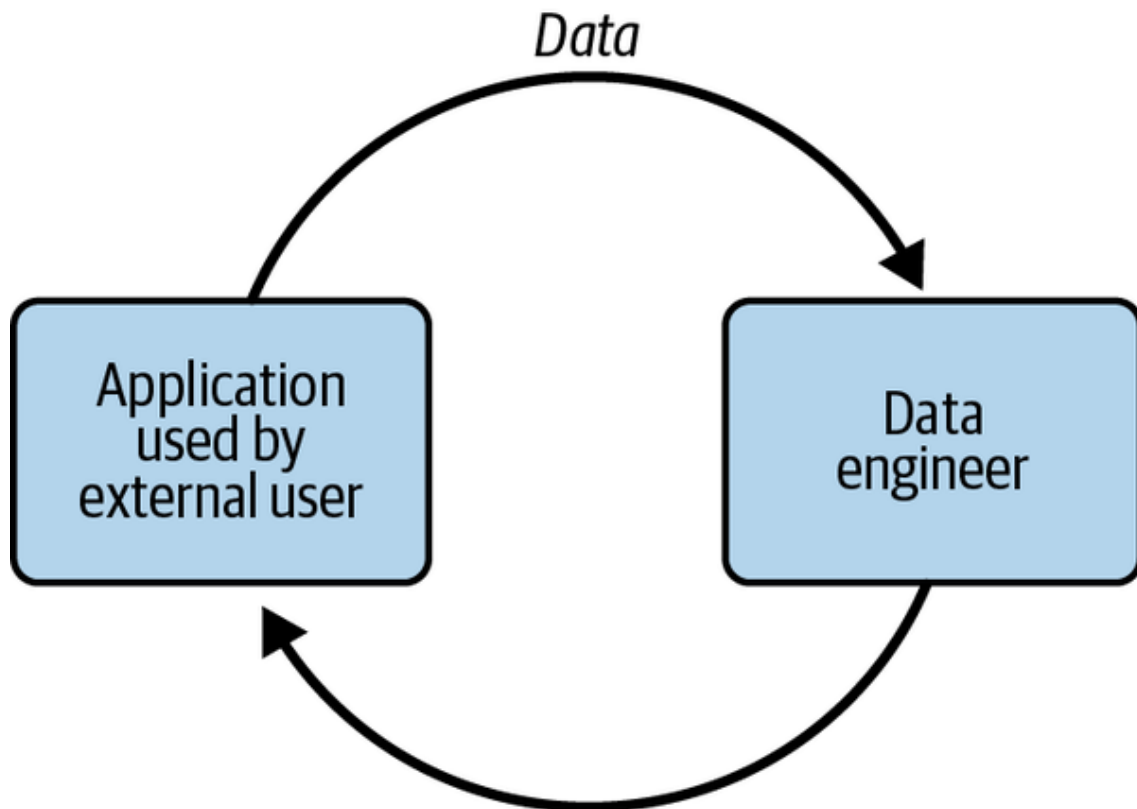 Data
Application
used by
external user
Data
engineer